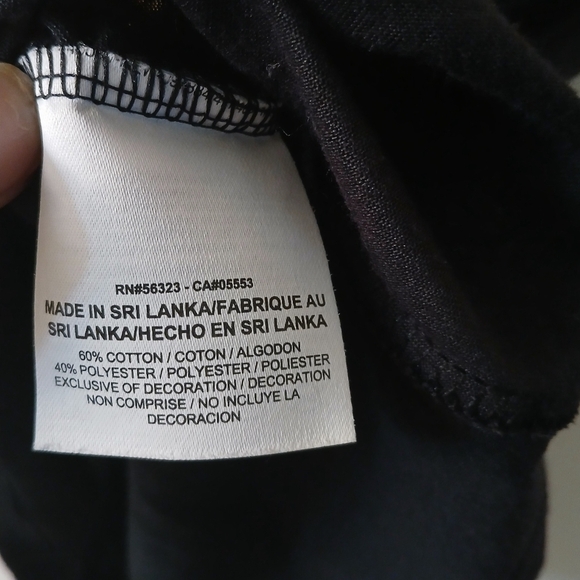 RN#56323 - CA#05553
MADE IN SRI LANKA/FABRIQUE AU
SRI LANKA/HECHO EN SRI LANKA
60% COTTON / COTON / ALGODON
40% POLYESTER / POLYESTER / POLIESTER
EXCLUSIVE OF DECORATION / DECORATION
NON COMPRISE / NO INCLUYE LA
DECORACION